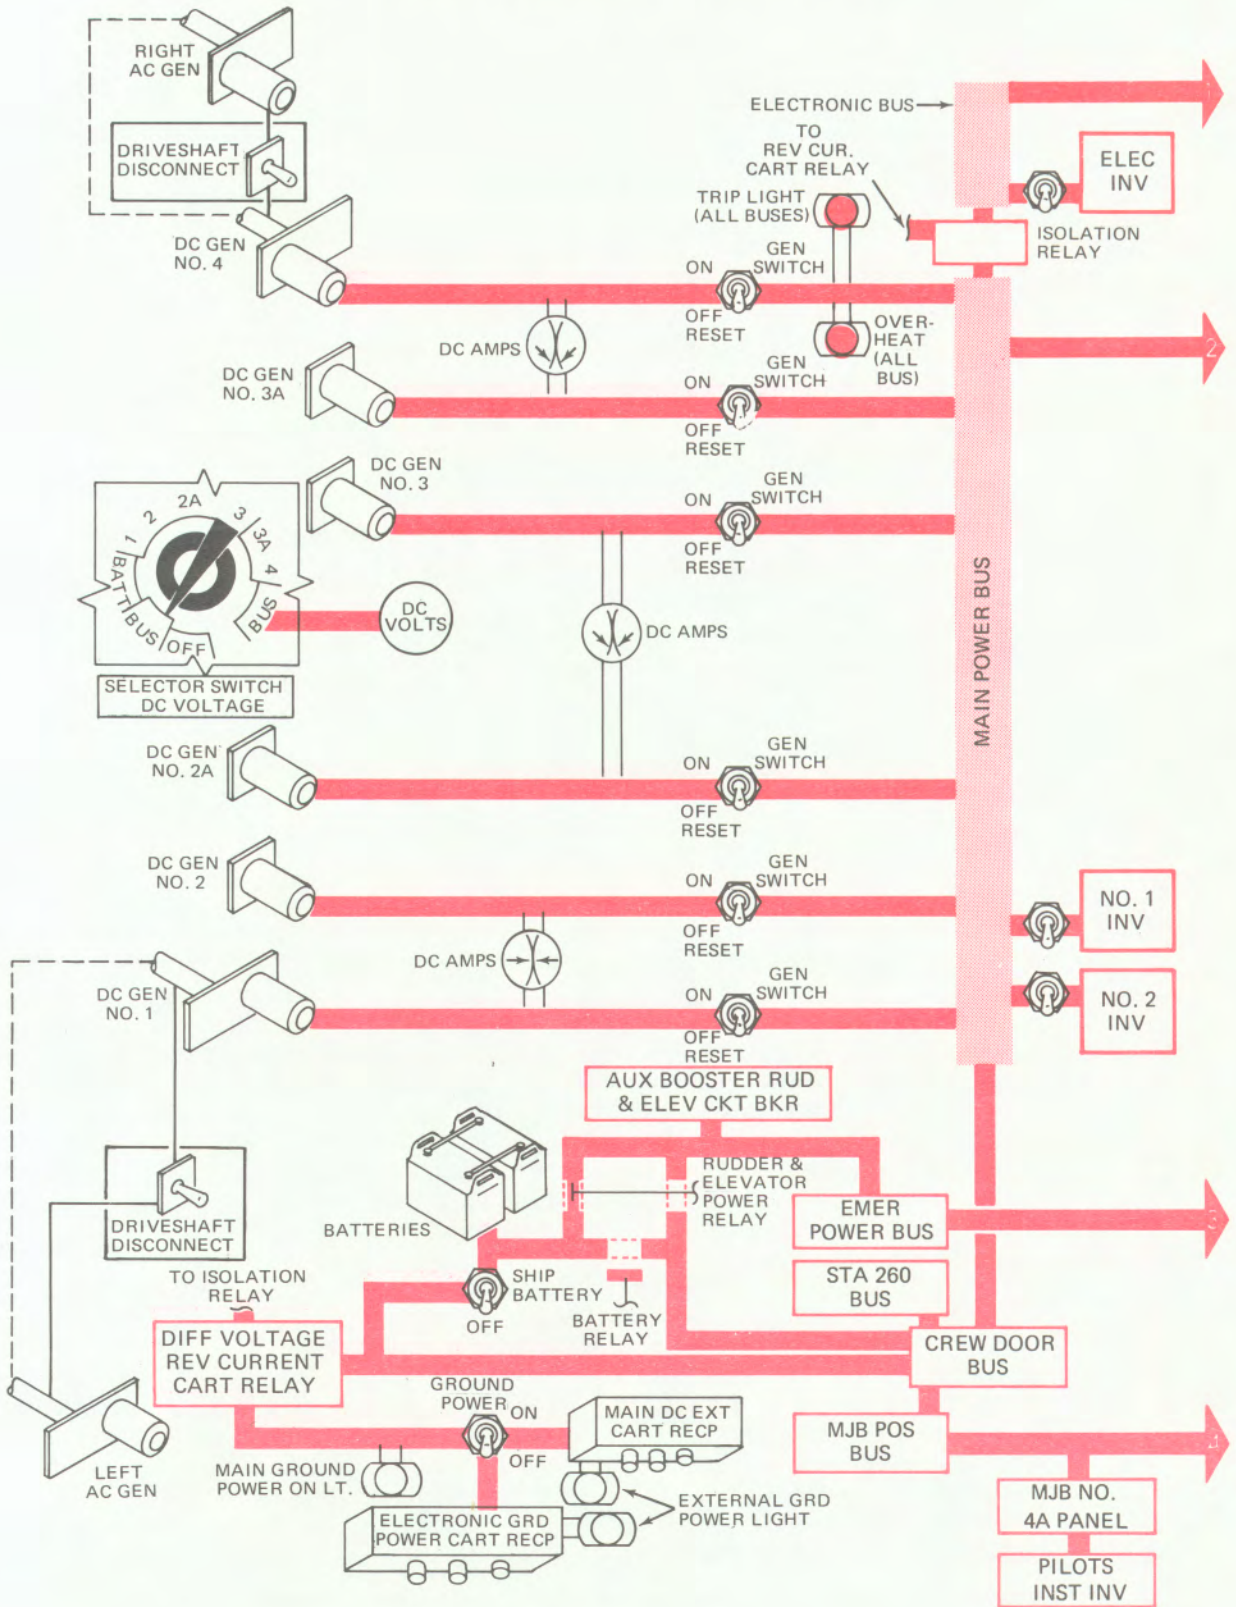 RIGHT
AC GEN
DRIVESHAFT
DISCONNECT
DC GEN
NO. 4
ELECTRONIC BUS
TO
REV CUR.
CART RELAY
TRIP LIGHT
(ALL BUSES)
ELEC
INV
ISOLATION
RELAY
ON
GEN
SWITCH
OFF
RESET
OVER-
HEAT
(ALL
BUS)
DC AMPS
2
DC GEN
NO. 3A
ON
GEN
SWITCH
OFF
RESET
DC GEN
NO. 3
ON
GEN
SWITCH
OFF
RESET
OFF
BUS
BATT
1
2
2A
3
3A
4
BUS
DC
VOLTS
SELECTOR SWITCH
DC VOLTAGE
DC AMPS
MAIN POWER BUS
DC GEN
NO. 2A
ON
GEN
SWITCH
OFF
RESET
DC GEN
NO. 2
ON
GEN
SWITCH
OFF
RESET
NO. 1
INV
DC AMPS
DC GEN
NO. 1
ON
GEN
SWITCH
OFF
RESET
NO. 2
INV
AUX BOOSTER RUD
& ELEV CKT BKR
BATTERIES
RUDDER &
ELEVATOR
POWER
RELAY
EMER
POWER BUS
3
DRIVESHAFT
DISCONNECT
TO ISOLATION
RELAY
SHIP
BATTERY
OFF
BATTERY
RELAY
STA 260
BUS
DIFF VOLTAGE
REV CURRENT
CART RELAY
CREW DOOR
BUS
GROUND
POWER
ON
OFF
MAIN DC EXT
CART RECP
MJB POS
BUS
4
LEFT
AC GEN
MAIN GROUND
POWER ON LT.
ELECTRONIC GRD
POWER CART RECP
EXTERNAL GRD
POWER LIGHT
MJB NO.
4A PANEL
PILOTS
INST INV